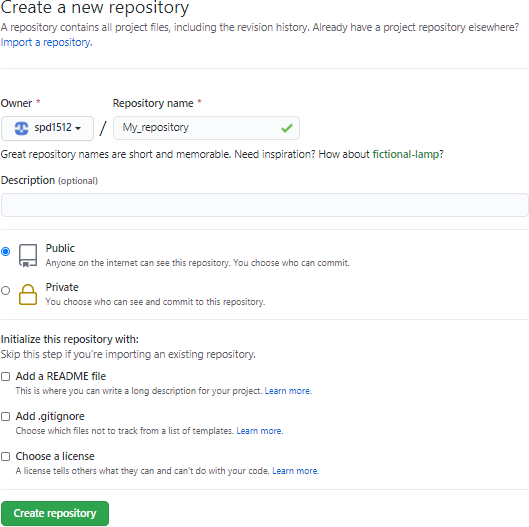 Create a new repository
A repository contains all project files, including the revision history. Already have a project repository elsewhere?
Import a repository.
Owner * Repository name *
spd1512 / My_repository
Great repository names are short and memorable. Need inspiration? How about fictional-lamp?
Description (optional)
Public
Anyone on the internet can see this repository. You choose who can commit.
Private
You choose who can see and commit to this repository.
Initialize this repository with:
Skip this step if you're importing an existing repository.
Add a README file
This is where you can write a long description for your project. Learn more.
Add .gitignore
Choose which files not to track from a list of templates. Learn more.
Choose a license
A license tells others what they can and can't do with your code. Learn more.
Create repository